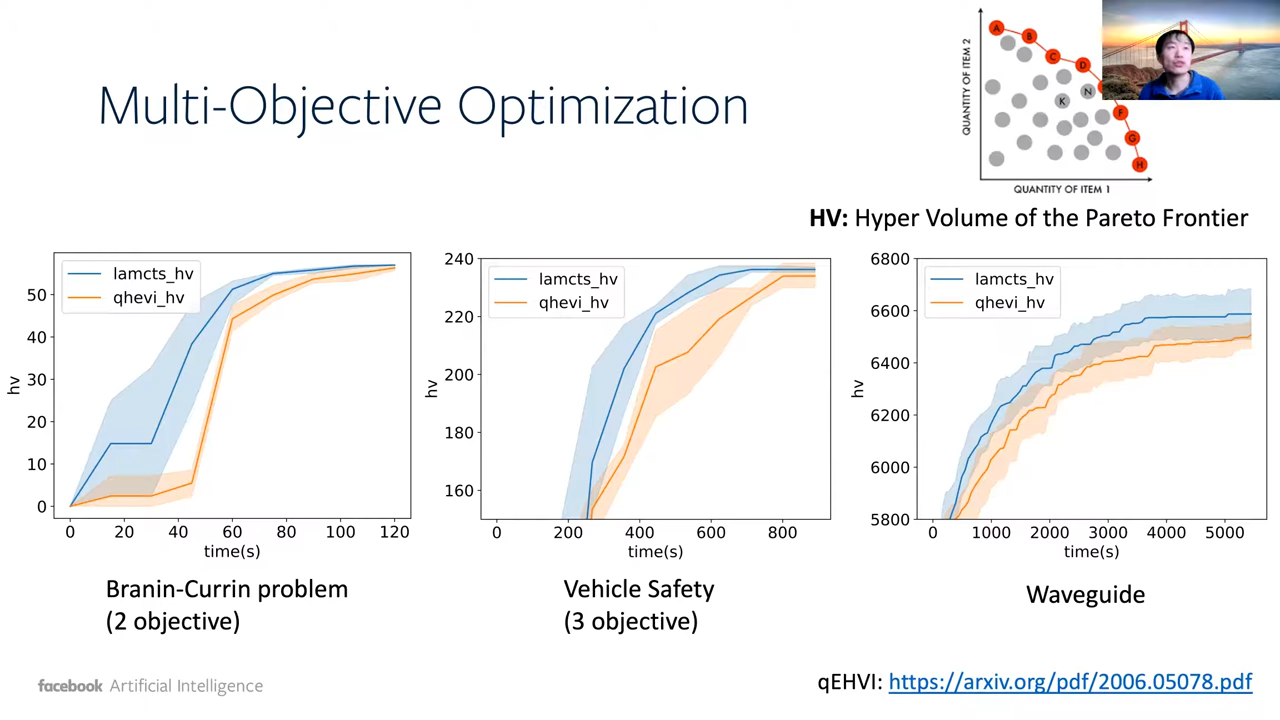 Multi-Objective Optimization
QUANTITY OF ITEM 2
A
B
C
D
K
N
F
G
H
QUANTITY OF ITEM 1
HV: Hyper Volume of the Pareto Frontier
lamcts_hv
qhevi_hv
hv
50
40
30
20
10
0
0 20 40 60 80 100 120
time(s)
Branin-Currin problem
(2 objective)
lamcts_hv
qhevi_hv
hv
240
220
200
180
160
0 200 400 600 800
time(s)
Vehicle Safety
(3 objective)
lamcts_hv
qhevi_hv
hv
6800
6600
6400
6200
6000
5800
0 1000 2000 3000 4000 5000
time(s)
Waveguide
facebook Artificial Intelligence
qEHVI: https://arxiv.org/pdf/2006.05078.pdf